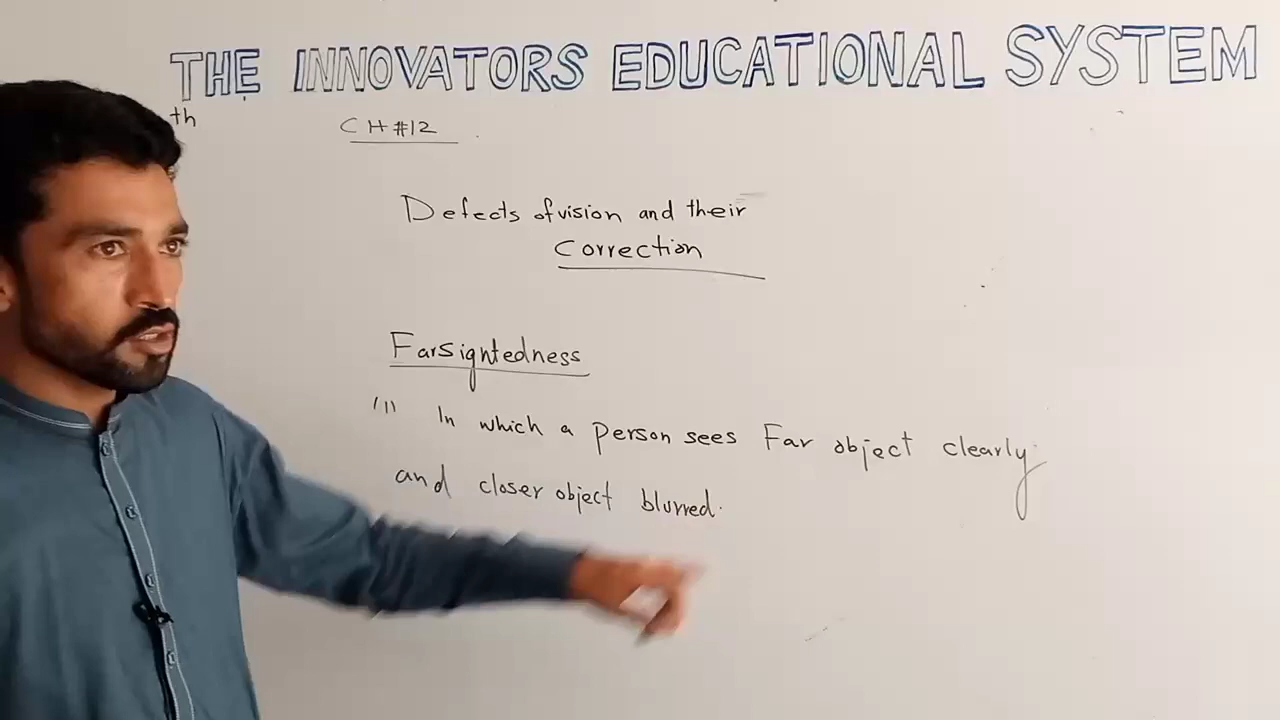 THE INNOVATORS EDUCATIONAL SYSTEM
th
CH#12
Defects of vision and their
Correction
Farsigntedness
"1) In which a person sees Far object clearly
and closer object blurred.